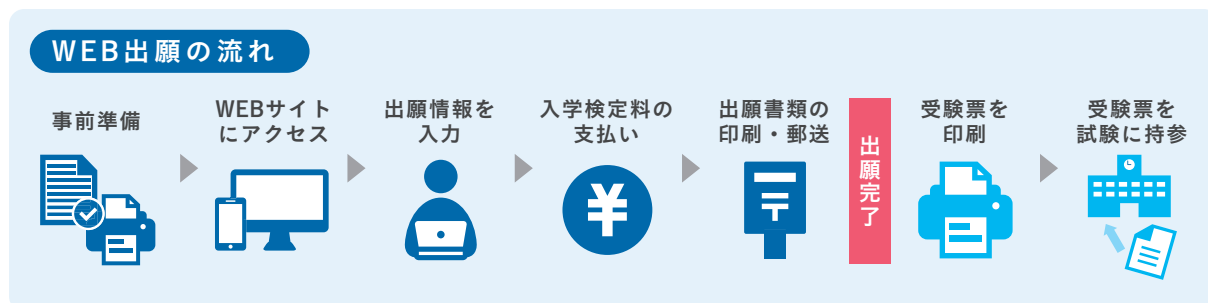 WEB出願の流れ
事前準備
WEBサイト
にアクセス
出願情報を
入力
入学検定料の
支払い
出願書類の
印刷・郵送
出願完了
受験票を
印刷
受験票を
試験に持参